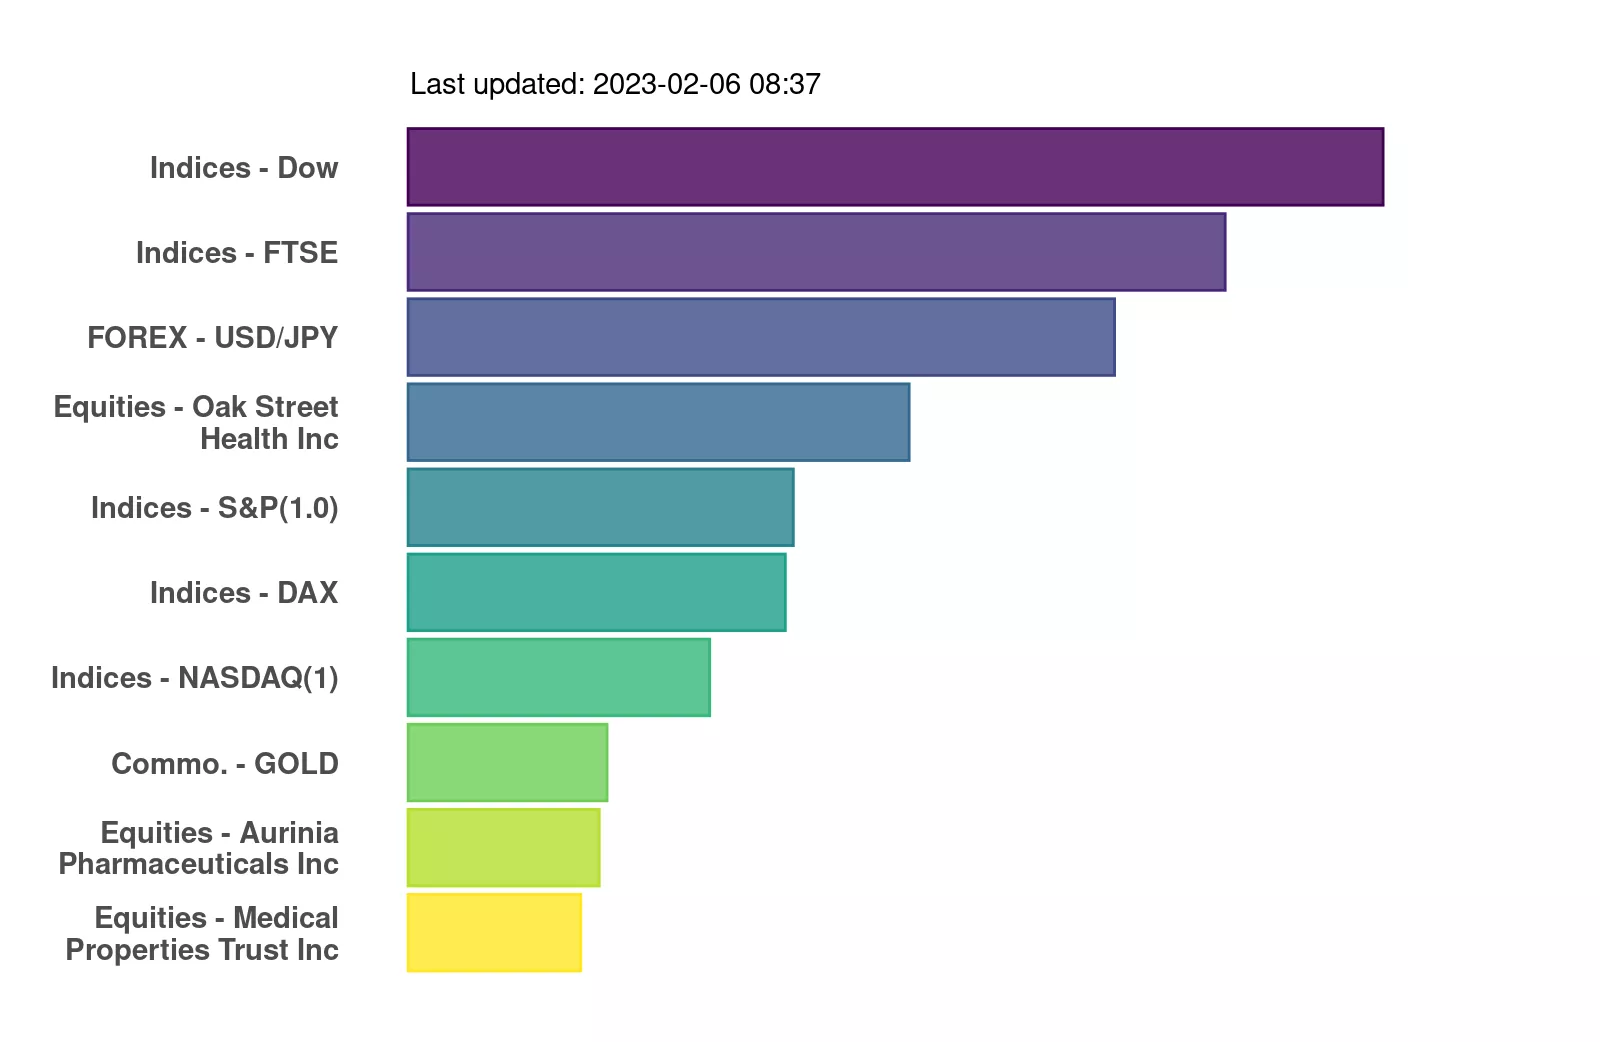 Last updated: 2023-02-06 08:37
Indices - Dow
Indices - FTSE
FOREX - USD/JPY
Equities - Oak Street
Health Inc
Indices - S&P(1.0)
Indices - DAX
Indices - NASDAQ(1)
Commo. - GOLD
Equities - Aurinia
Pharmaceuticals Inc
Equities - Medical
Properties Trust Inc